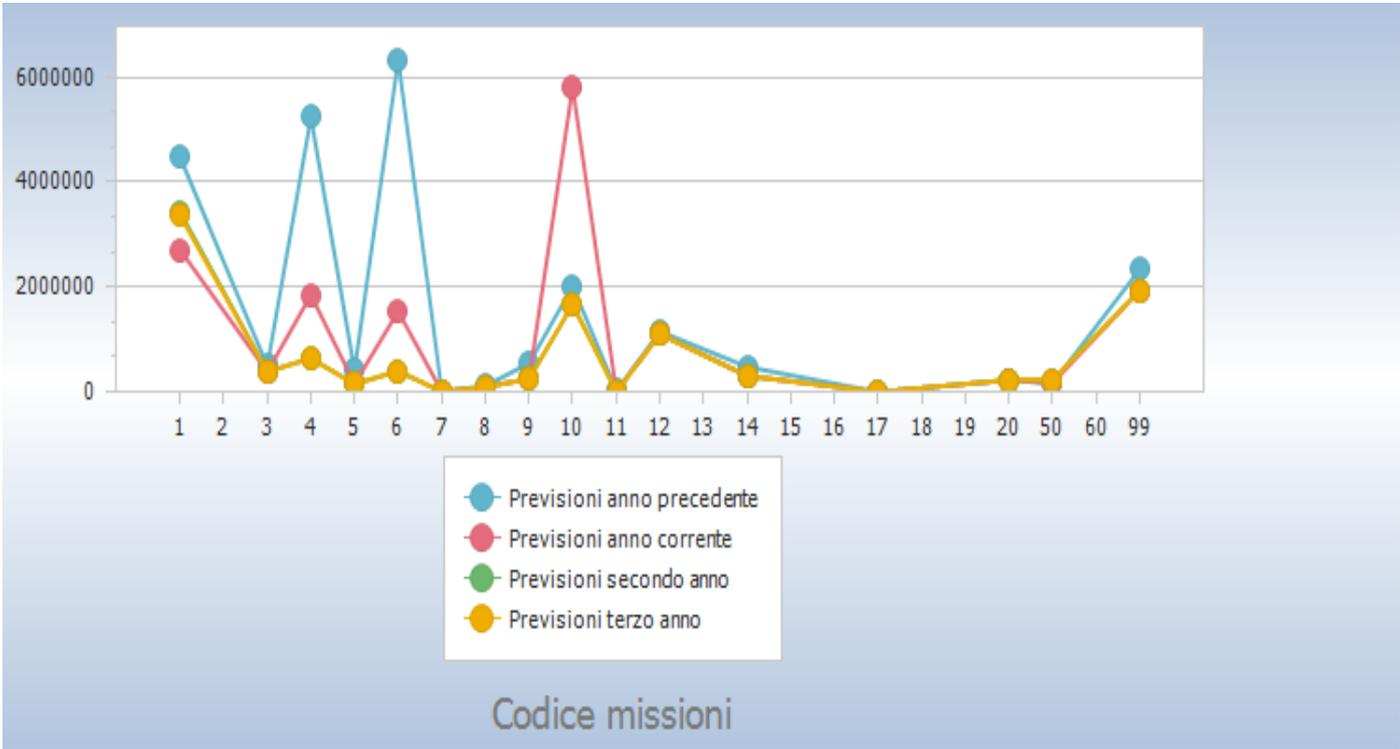 6000000
4000000
2000000
0
1 2 3 4 5 6 7 8 9 10 11 12 13 14 15 16 17 18 19 20 50 60 99
Previsioni anno precedente
Previsioni anno corrente
Previsioni secondo anno
Previsioni terzo anno
Codice missioni